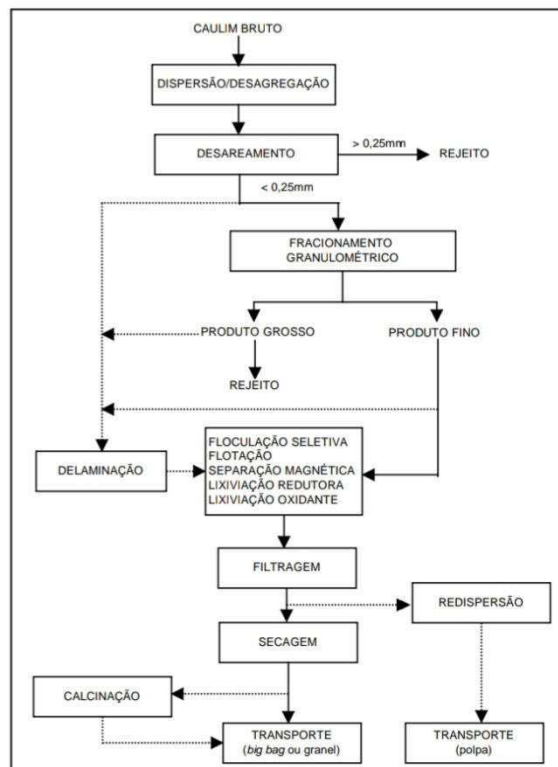 CAULIM BRUTO
DISPERSÃO/DESAGREGAÇÃO
> 0,25mm
DESAREAMENTO
REJEITO
< 0,25mm
FRACIONAMENTO
GRANULOMÉTRICO
PRODUTO GROSSO
PRODUTO FINO
REJEITO
FLOCULAÇÃO SELETIVA
FLOTAÇÃO
SEPARAÇÃO MAGNÉTICA
LIXIVIAÇÃO REDUTORA
LIXIVIAÇÃO OXIDANTE
DELAMINAÇÃO
FILTRAGEM
REDISPERSÃO
SECAGEM
CALCINAÇÃO
TRANSPORTE
(big bag ou granel)
TRANSPORTE
(polpa)